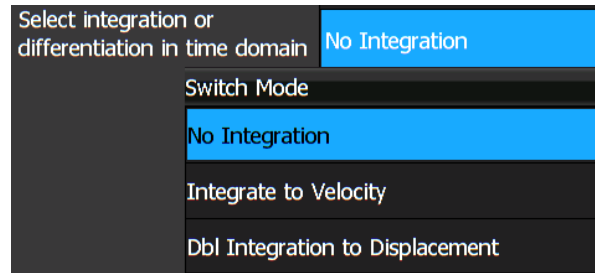 Select integration or
differentiation in time domain
No Integration
Switch Mode
No Integration
Integrate to Velocity
Dbl Integration to Displacement